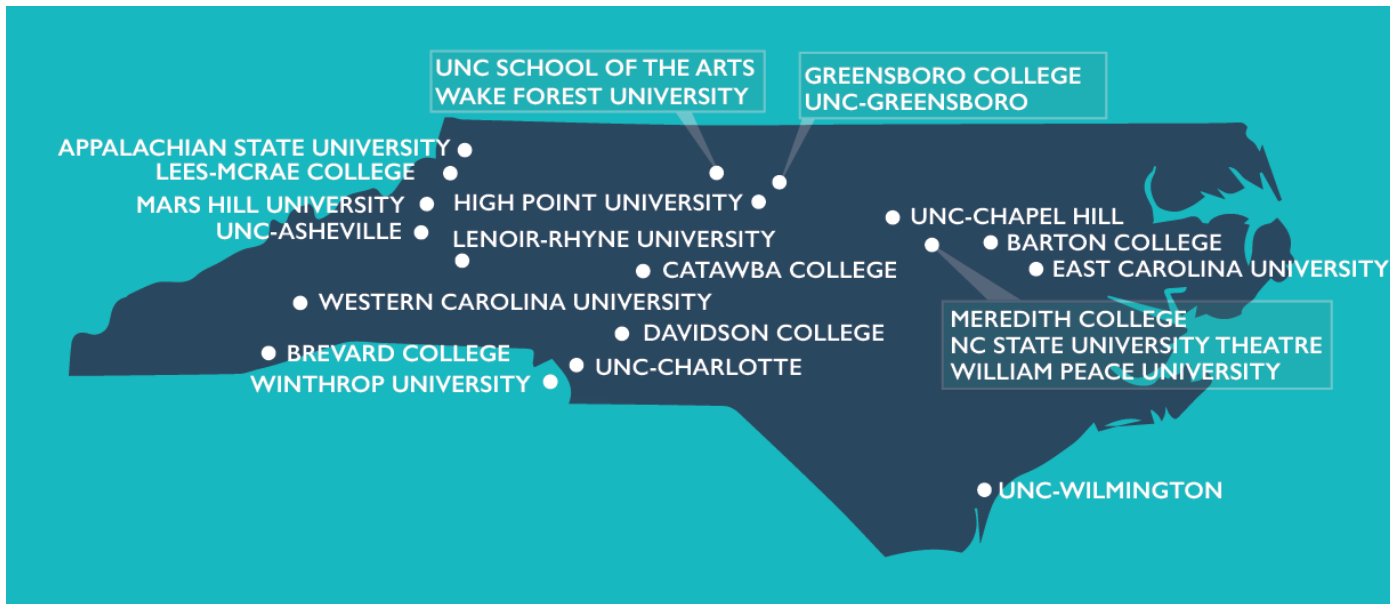 UNC SCHOOL OF THE ARTS
WAKE FOREST UNIVERSITY
GREENSBORO COLLEGE
UNC-GREENSBORO
APPALACHIAN STATE UNIVERSITY
LEES-MCRAE COLLEGE
MARS HILL UNIVERSITY
HIGH POINT UNIVERSITY
UNC-CHAPEL HILL
UNC-ASHEVILLE
LENOIR-RHYNE UNIVERSITY
BARTON COLLEGE
CATAWBA COLLEGE
EAST CAROLINA UNIVERSITY
WESTERN CAROLINA UNIVERSITY
MEREDITH COLLEGE
NC STATE UNIVERSITY THEATRE
WILLIAM PEACE UNIVERSITY
DAVIDSON COLLEGE
BREVARD COLLEGE
UNC-CHARLOTTE
WINTHROP UNIVERSITY
UNC-WILMINGTON